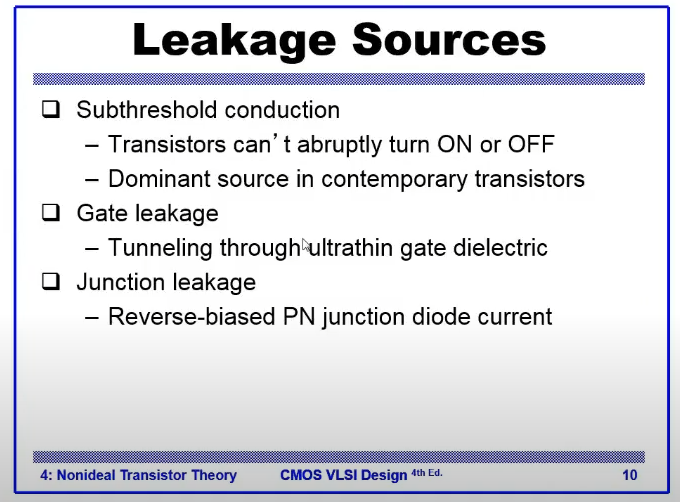 Leakage Sources
❑ Subthreshold conduction
– Transistors can't abruptly turn ON or OFF
– Dominant source in contemporary transistors
❑ Gate leakage
– Tunneling through ultrathin gate dielectric
❑ Junction leakage
– Reverse-biased PN junction diode current
4: Nonideal Transistor Theory CMOS VLSI Design 4th Ed. 10